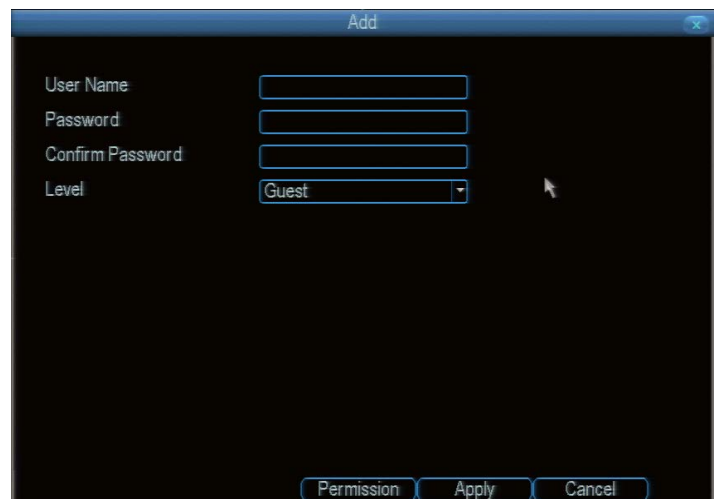 Add
User Name
Password
Confirm Password
Level Guest
Permission Apply Cancel